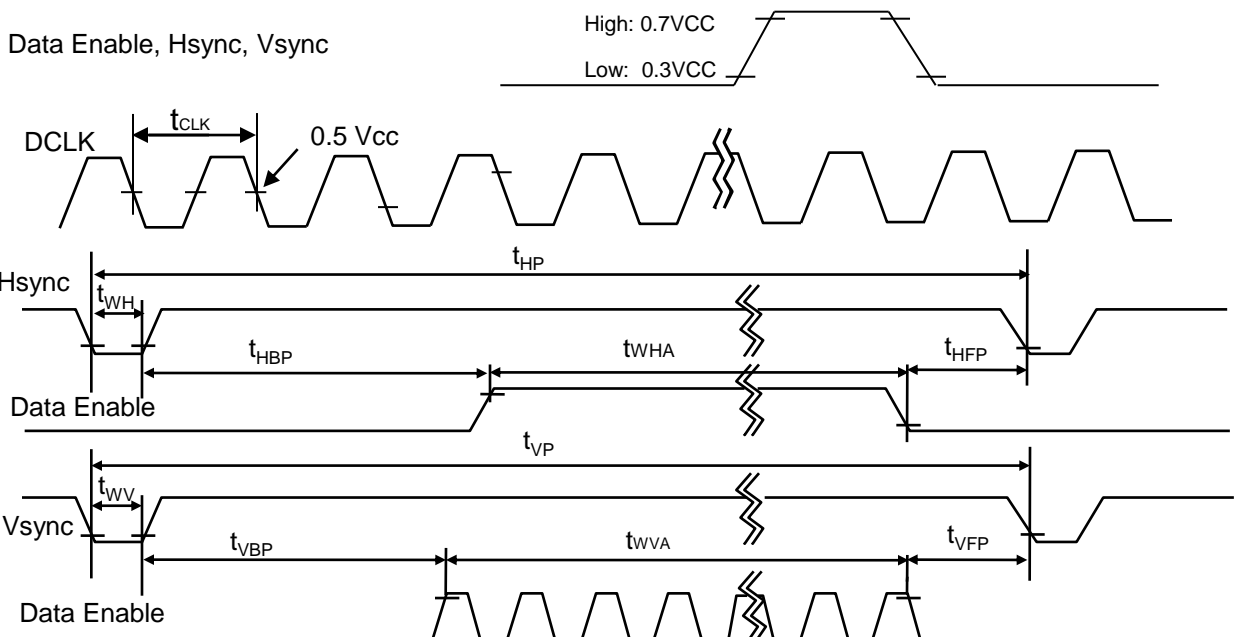 High: 0.7VCC
Data Enable, Hsync, Vsync
Low: 0.3VCC
tCLK
DCLK
0.5 Vcc
tHP
Hsync
tWH
tHBP
tWHA
tHFP
Data Enable
tVP
tWV
Vsync
tVBP
tWVA
tVFP
Data Enable